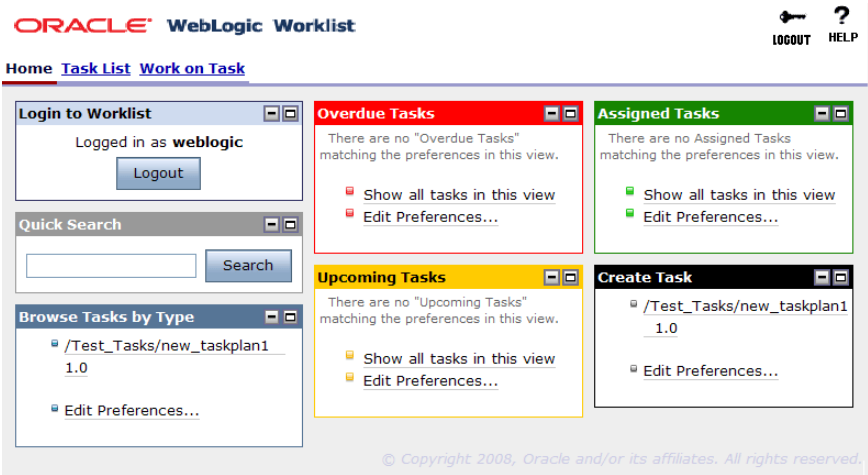 ORACLE® WebLogic Worklist
LOGOUT HELP
Home Task List Work on Task
Login to Worklist
Logged in as weblogic
Logout
Quick Search
Search
Browse Tasks by Type
/Test_Tasks/new_taskplan1
1.0
Edit Preferences...
Overdue Tasks
There are no "Overdue Tasks"
matching the preferences in this view.
Show all tasks in this view
Edit Preferences...
Upcoming Tasks
There are no "Upcoming Tasks"
matching the preferences in this view.
Show all tasks in this view
Edit Preferences...
Assigned Tasks
There are no Assigned Tasks
matching the preferences in this view.
Show all tasks in this view
Edit Preferences...
Create Task
/Test_Tasks/new_taskplan1
1.0
Edit Preferences...
© Copyright 2008, Oracle and/or its affiliates. All rights reserved.